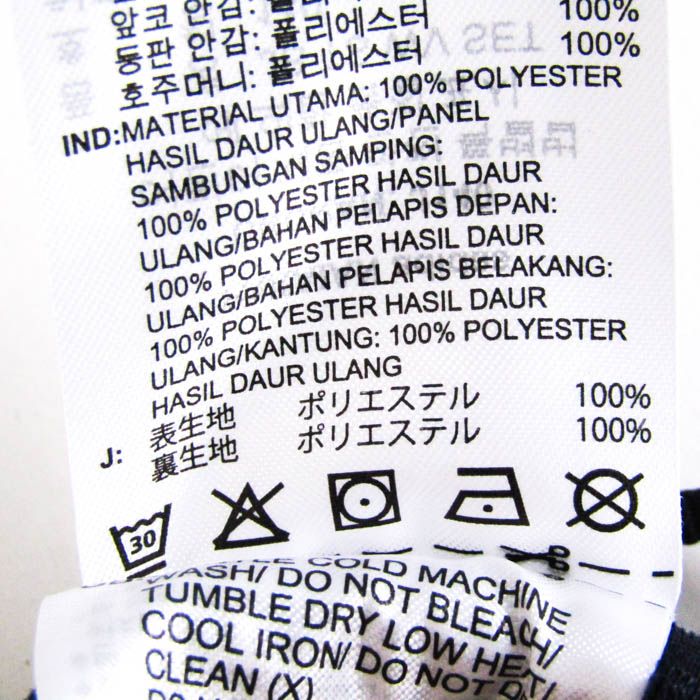 앞코 안감: 폴리에스터 100%
등판 안감: 폴리에스터 100%
호주머니: 폴리에스터
IND:MATERIAL UTAMA: 100% POLYESTER
HASIL DAUR ULANG/PANEL
SAMBUNGAN SAMPING:
100% POLYESTER HASIL DAUR
ULANG/BAHAN PELAPIS DEPAN:
100% POLYESTER HASIL DAUR
ULANG/BAHAN PELAPIS BELAKANG:
100% POLYESTER HASIL DAUR
ULANG/KANTUNG: 100% POLYESTER
HASIL DAUR ULANG
J: 表生地 ポリエステル 100%
裏生地 ポリエステル 100%
30
COLD MACHINE
WASH/ DO NOT BLEACH/
TUMBLE DRY LOW HEAT/
COOL IRON/ DO NOT
CLEAN (X)